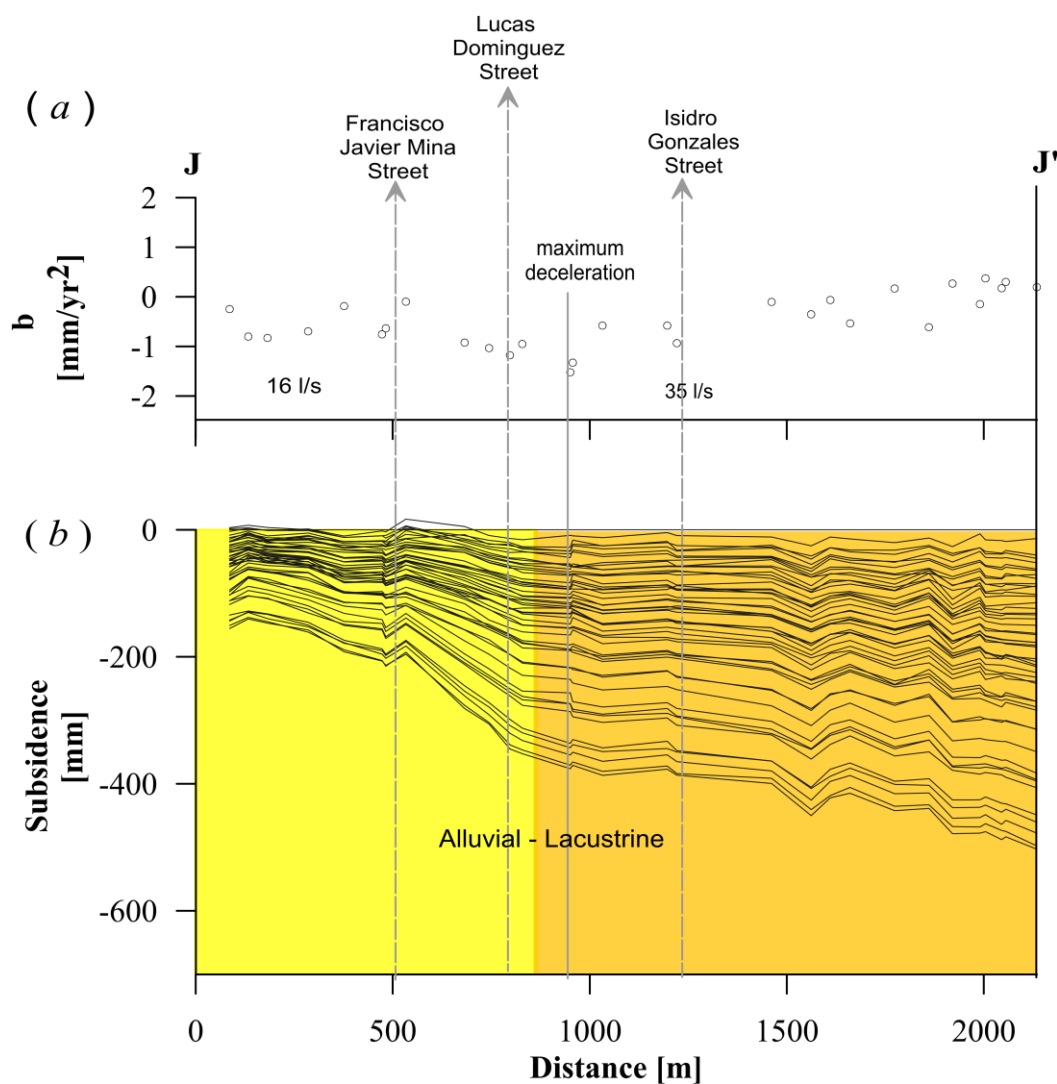 Lucas
Dominguez
Street
( a )
Francisco
Javier Mina
Street
Isidro
Gonzales
Street
J
J'
2
1
0
-1
-2
b
[mm/yr²]
maximum
deceleration
16 l/s
35 l/s
( b )
0
-200
-400
-600
Subsidence
[mm]
Alluvial - Lacustrine
0
500
1000
1500
2000
Distance [m]